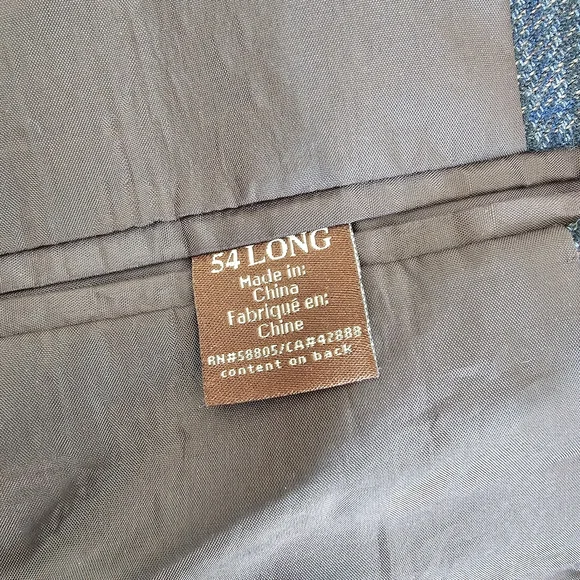 54 LONG
Made in:
China
Fabriqué en:
Chine
RN#58805/CA#42888
content on back